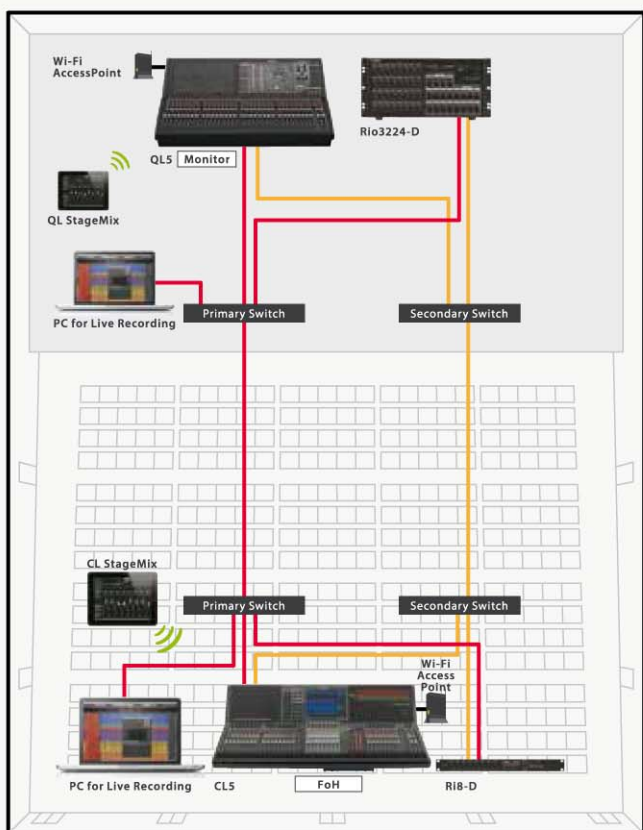 Wi-Fi
AccessPoint
Rio3224-D
QL5 Monitor
QL StageMix
PC for Live Recording
Primary Switch
Secondary Switch
CL StageMix
Primary Switch
Secondary Switch
Wi-Fi
Access
Point
PC for Live Recording
CL5
FoH
Ri8-D